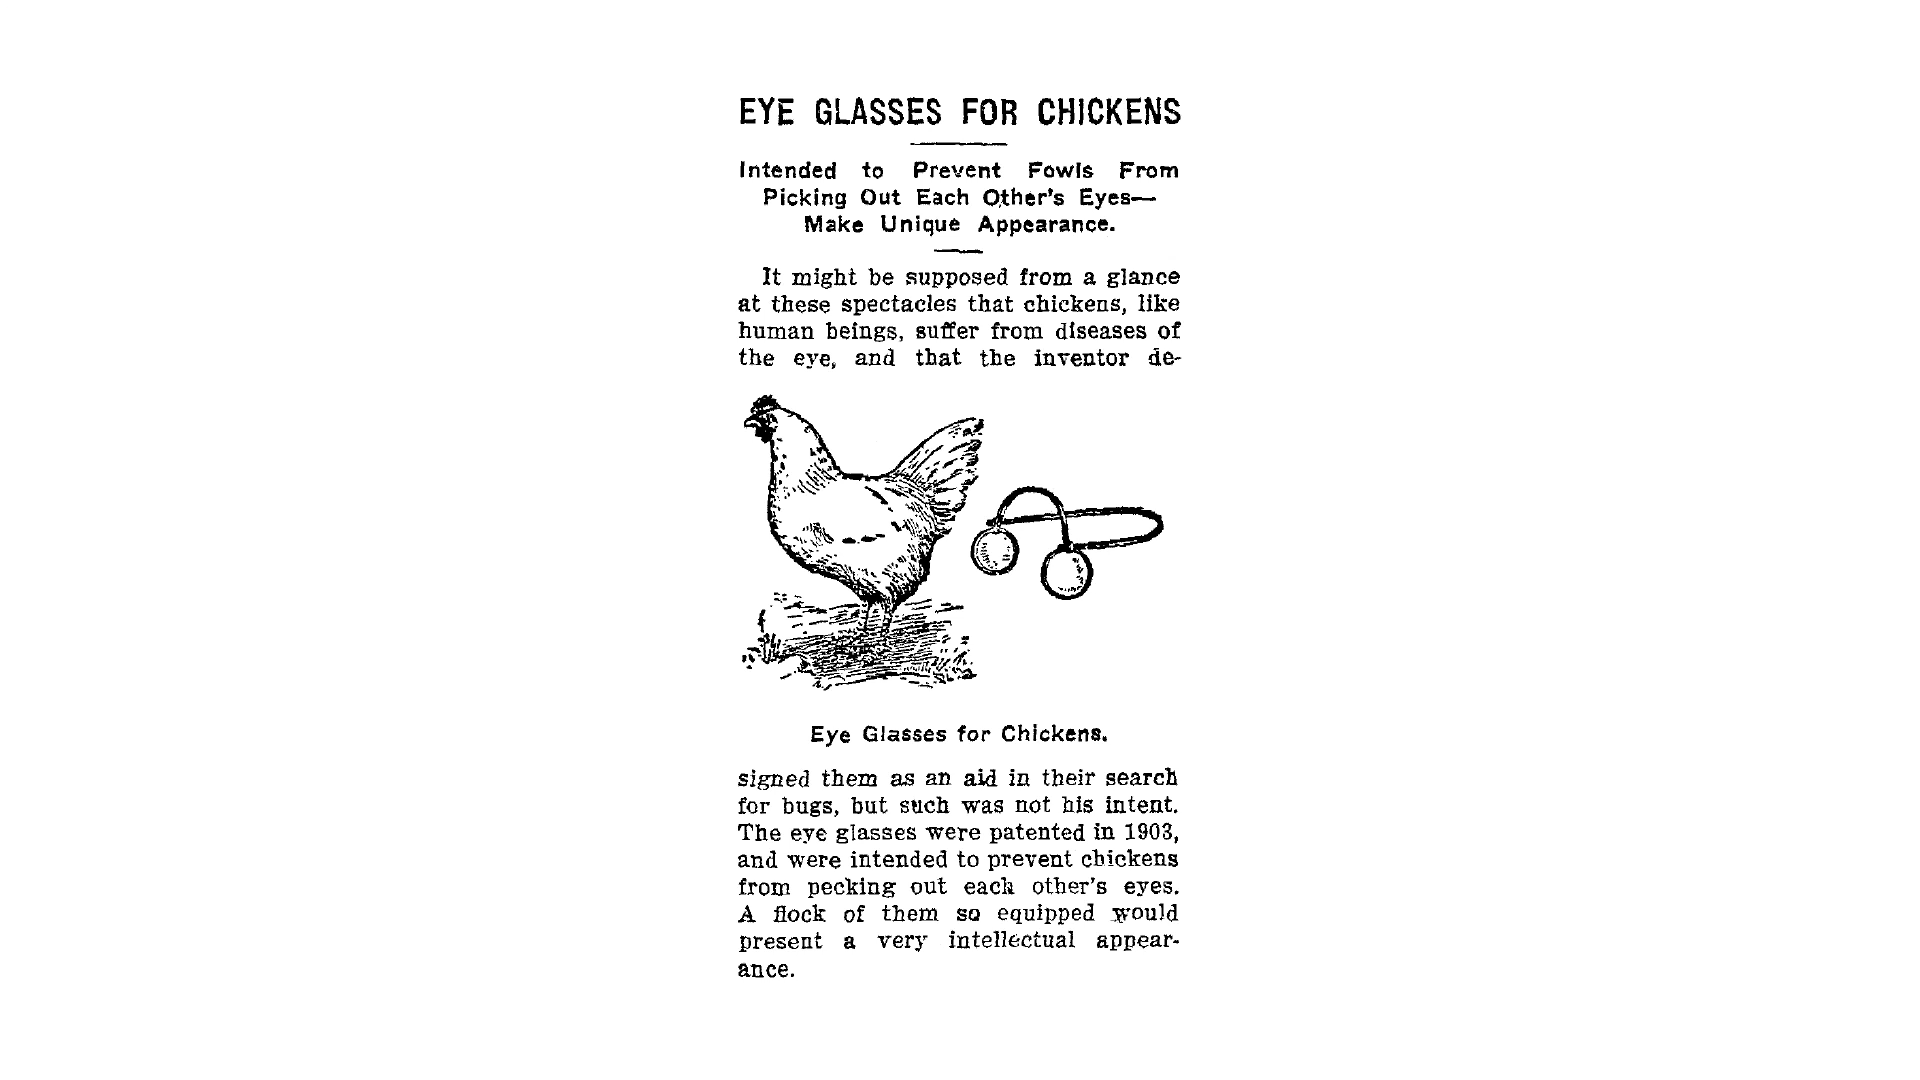 EYE GLASSES FOR CHICKENS
Intended to Prevent Fowls From
Picking Out Each Other's Eyes—
Make Unique Appearance.
It might be supposed from a glance
at these spectacles that chickens, like
human beings, suffer from diseases of
the eye, and that the inventor de-
Eye Glasses for Chickens.
signed them as an aid in their search
for bugs, but such was not his intent.
The eye glasses were patented in 1903,
and were intended to prevent chickens
from pecking out each other's eyes.
A flock of them so equipped would
present a very intellectual appear-
ance.